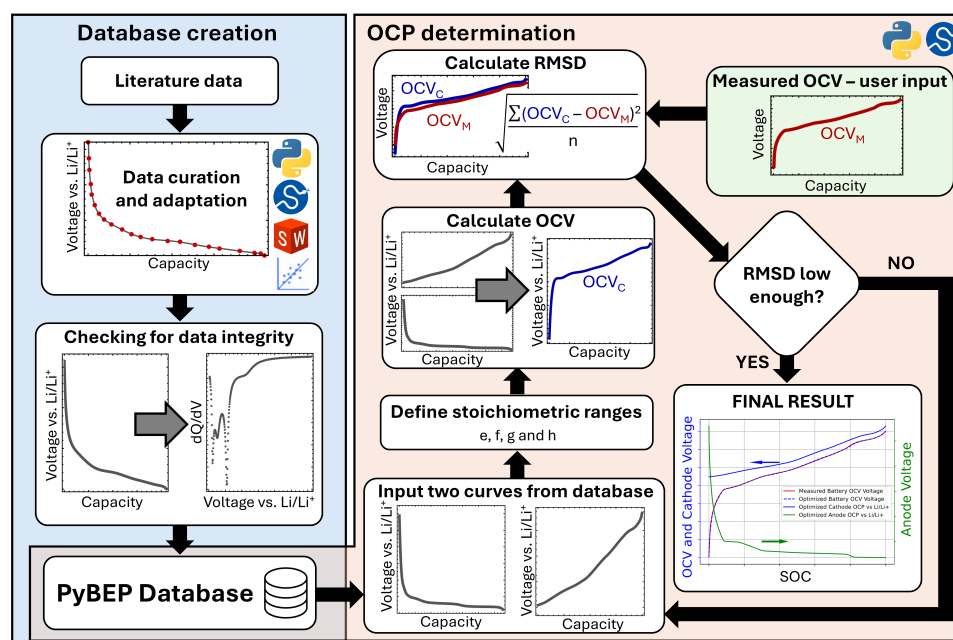 Database creation
Literature data
Data curation
and adaptation
Voltage vs. Li/Li⁺
Capacity
S W
Checking for data integrity
Voltage vs. Li/Li⁺
Capacity
dQ/dV
Voltage vs. Li/Li⁺
PyBEP Database
OCP determination
Calculate RMSD
Voltage
OCV_C
OCV_M
√(∑(OCV_C – OCV_M)²
n
Capacity
Measured OCV – user input
Voltage
OCV_M
Capacity
Calculate OCV
Voltage vs. Li/Li⁺
Capacity
Voltage vs. Li/Li⁺
OCV_C
Capacity
Define stoichiometric ranges
e, f, g and h
Input two curves from database
Voltage vs. Li/Li⁺
Capacity
Voltage vs. Li/Li⁺
Capacity
RMSD low
enough?
NO
YES
FINAL RESULT
OCV and Cathode Voltage
Anode Voltage
Measured Battery OCV Voltage
Optimized Battery OCV Voltage
Optimized Cathode OCP vs Li/Li+
Optimized Anode OCP vs Li/Li+
SOC